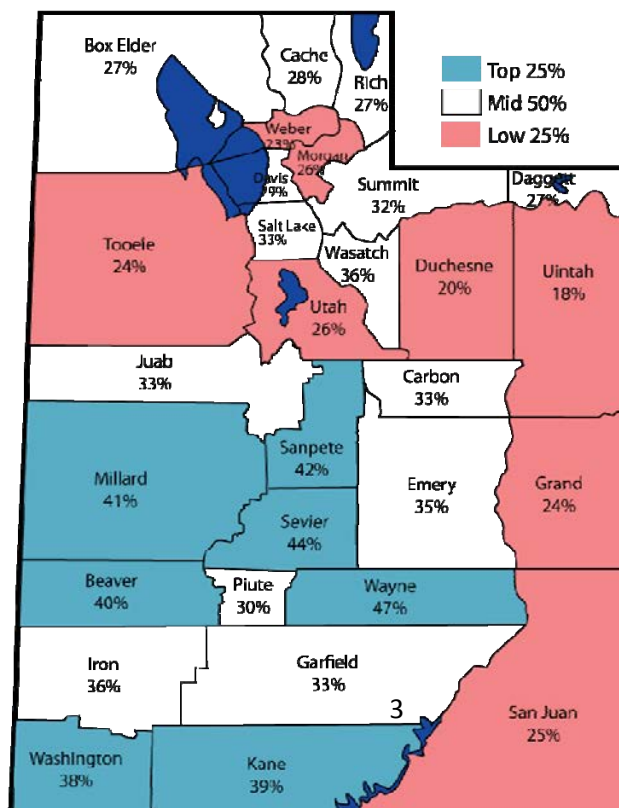 Box Elder
27%
Cache
28%
Rich
27%
Top 25%
Mid 50%
Low 25%
Weber
23%
Morgan
26%
Davis
29%
Summit
32%
Daggett
27%
Salt Lake
33%
Wasatch
36%
Tooele
24%
Duchesne
20%
Uintah
18%
Utah
26%
Juab
33%
Carbon
33%
Sanpete
42%
Millard
41%
Emery
35%
Grand
24%
Sevier
44%
Beaver
40%
Piute
30%
Wayne
47%
Iron
36%
Garfield
33%
3
San Juan
25%
Washington
38%
Kane
39%